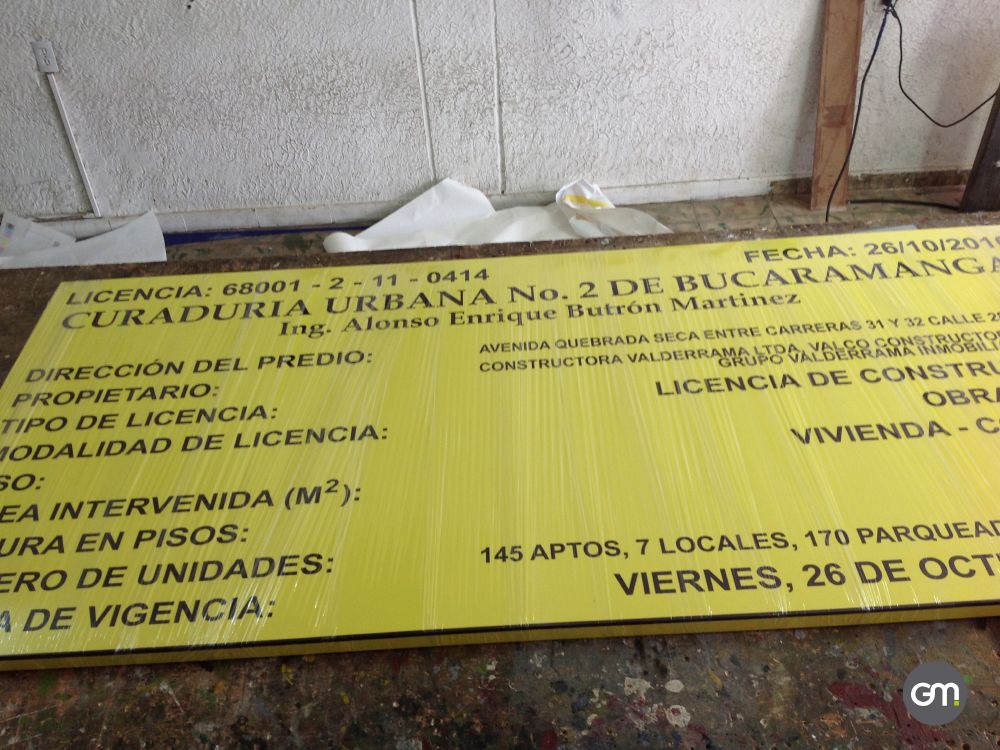 LICENCIA: 68001 - 2 - 11 - 0414
FECHA: 26/10/201
CURADURIA URBANA No. 2 DE BUCARAMANGA
Ing. Alonso Enrique Butrón Martinez
DIRECCIÓN DEL PREDIO: AVENIDA QUEBRADA SECA ENTRE CARRERAS 31 Y 32 CALLE 2
PROPIETARIO: CONSTRUCTORA VALDERRAMA LTDA, VALCO CONSTRUCTO
GRUPO VALDERRAMA INMOBILIA
TIPO DE LICENCIA: LICENCIA DE CONSTRU
MODALIDAD DE LICENCIA: OBRA
SO: VIVIENDA - C
EA INTERVENIDA (M²):
URA EN PISOS:
ERO DE UNIDADES: 145 APTOS, 7 LOCALES, 170 PARQUEAD
A DE VIGENCIA: VIERNES, 26 DE OCT
GM